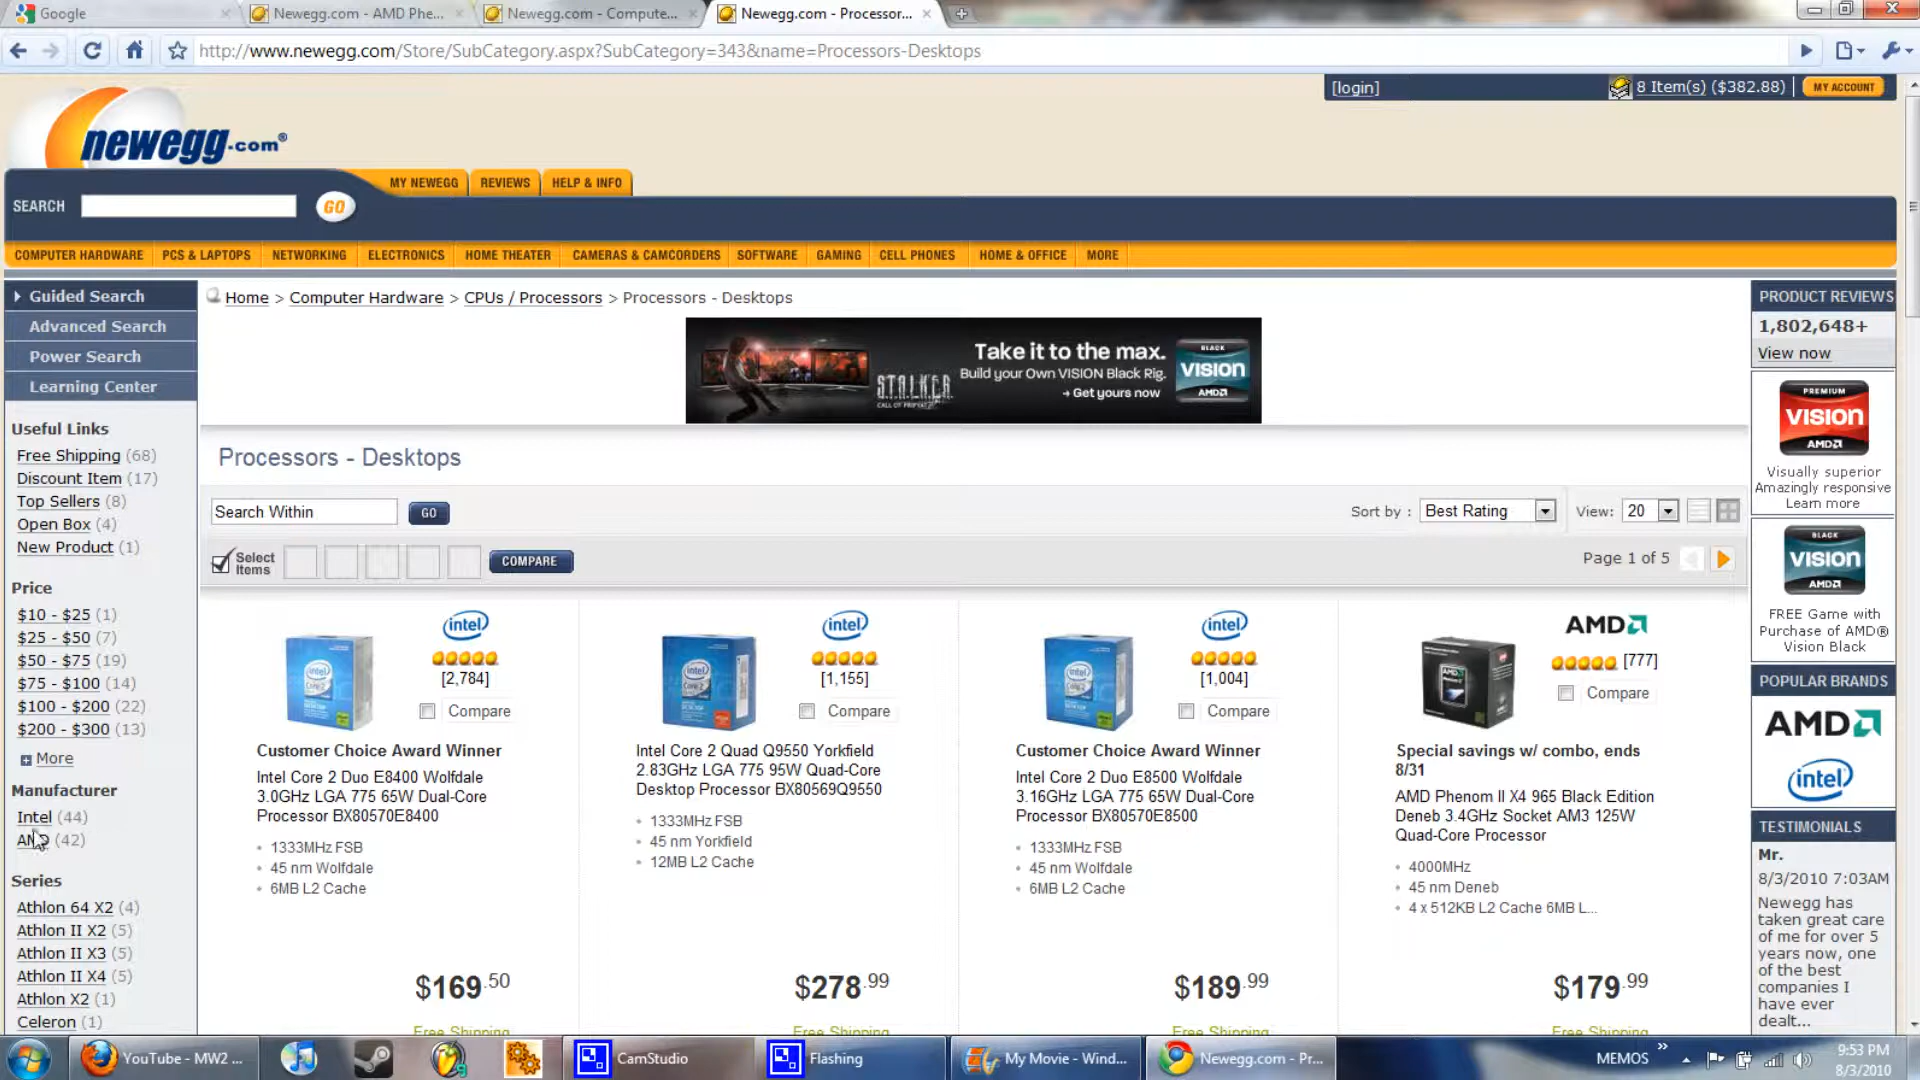 Google
Newegg.com - AMD Phe...
Newegg.com - Compute...
Newegg.com - Processor...
http://www.newegg.com/Store/SubCategory.aspx?SubCategory=343&name=Processors-Desktops
[login]
8 Item(s) ($382.88)
MY ACCOUNT
newegg.com®
MY NEWEGG
REVIEWS
HELP & INFO
SEARCH
GO
COMPUTER HARDWARE
PCS & LAPTOPS
NETWORKING
ELECTRONICS
HOME THEATER
CAMERAS & CAMCORDERS
SOFTWARE
GAMING
CELL PHONES
HOME & OFFICE
MORE
Guided Search
Advanced Search
Power Search
Learning Center
Useful Links
Free Shipping (68)
Discount Item (17)
Top Sellers (8)
Open Box (4)
New Product (1)
Price
$10 - $25 (1)
$25 - $50 (7)
$50 - $75 (19)
$75 - $100 (14)
$100 - $200 (22)
$200 - $300 (13)
More
Manufacturer
Intel (44)
AMD (42)
Series
Athlon 64 X2 (4)
Athlon II X2 (5)
Athlon II X3 (5)
Athlon II X4 (5)
Athlon X2 (1)
Celeron (1)
Home > Computer Hardware > CPUs / Processors > Processors - Desktops
S.T.A.L.K.E.R.
CALL OF PRIPYAT
Take it to the max.
Build your Own VISION Black Rig.
→ Get yours now
BLACK
VISION
AMD
Processors - Desktops
Search Within
GO
Sort by :
Best Rating
View:
20
Select
Items
COMPARE
Page 1 of 5
intel
[2,784]
Compare
Customer Choice Award Winner
Intel Core 2 Duo E8400 Wolfdale
3.0GHz LGA 775 65W Dual-Core
Processor BX80570E8400
1333MHz FSB
45 nm Wolfdale
6MB L2 Cache
$169.50
Free Shipping
intel
[1,155]
Compare
Intel Core 2 Quad Q9550 Yorkfield
2.83GHz LGA 775 95W Quad-Core
Desktop Processor BX80569Q9550
1333MHz FSB
45 nm Yorkfield
12MB L2 Cache
$278.99
Free Shipping
intel
[1,004]
Compare
Customer Choice Award Winner
Intel Core 2 Duo E8500 Wolfdale
3.16GHz LGA 775 65W Dual-Core
Processor BX80570E8500
1333MHz FSB
45 nm Wolfdale
6MB L2 Cache
$189.99
Free Shipping
AMD
[777]
Compare
Special savings w/ combo, ends
8/31
AMD Phenom II X4 965 Black Edition
Deneb 3.4GHz Socket AM3 125W
Quad-Core Processor
4000MHz
45 nm Deneb
4 x 512KB L2 Cache 6MB L...
$179.99
Free Shipping
PRODUCT REVIEWS
1,802,648+
View now
PREMIUM
VISION
AMD
Visually superior
Amazingly responsive
Learn more
BLACK
VISION
AMD
FREE Game with
Purchase of AMD®
Vision Black
POPULAR BRANDS
AMD
intel
TESTIMONIALS
Mr.
8/3/2010 7:03AM
Newegg has
taken great care
of me for over 5
years now, one
of the best
companies I
have ever
dealt...
YouTube - MW2 ...
CamStudio
Flashing
My Movie - Wind...
Newegg.com - Pr...
MEMOS
9:53 PM
8/3/2010